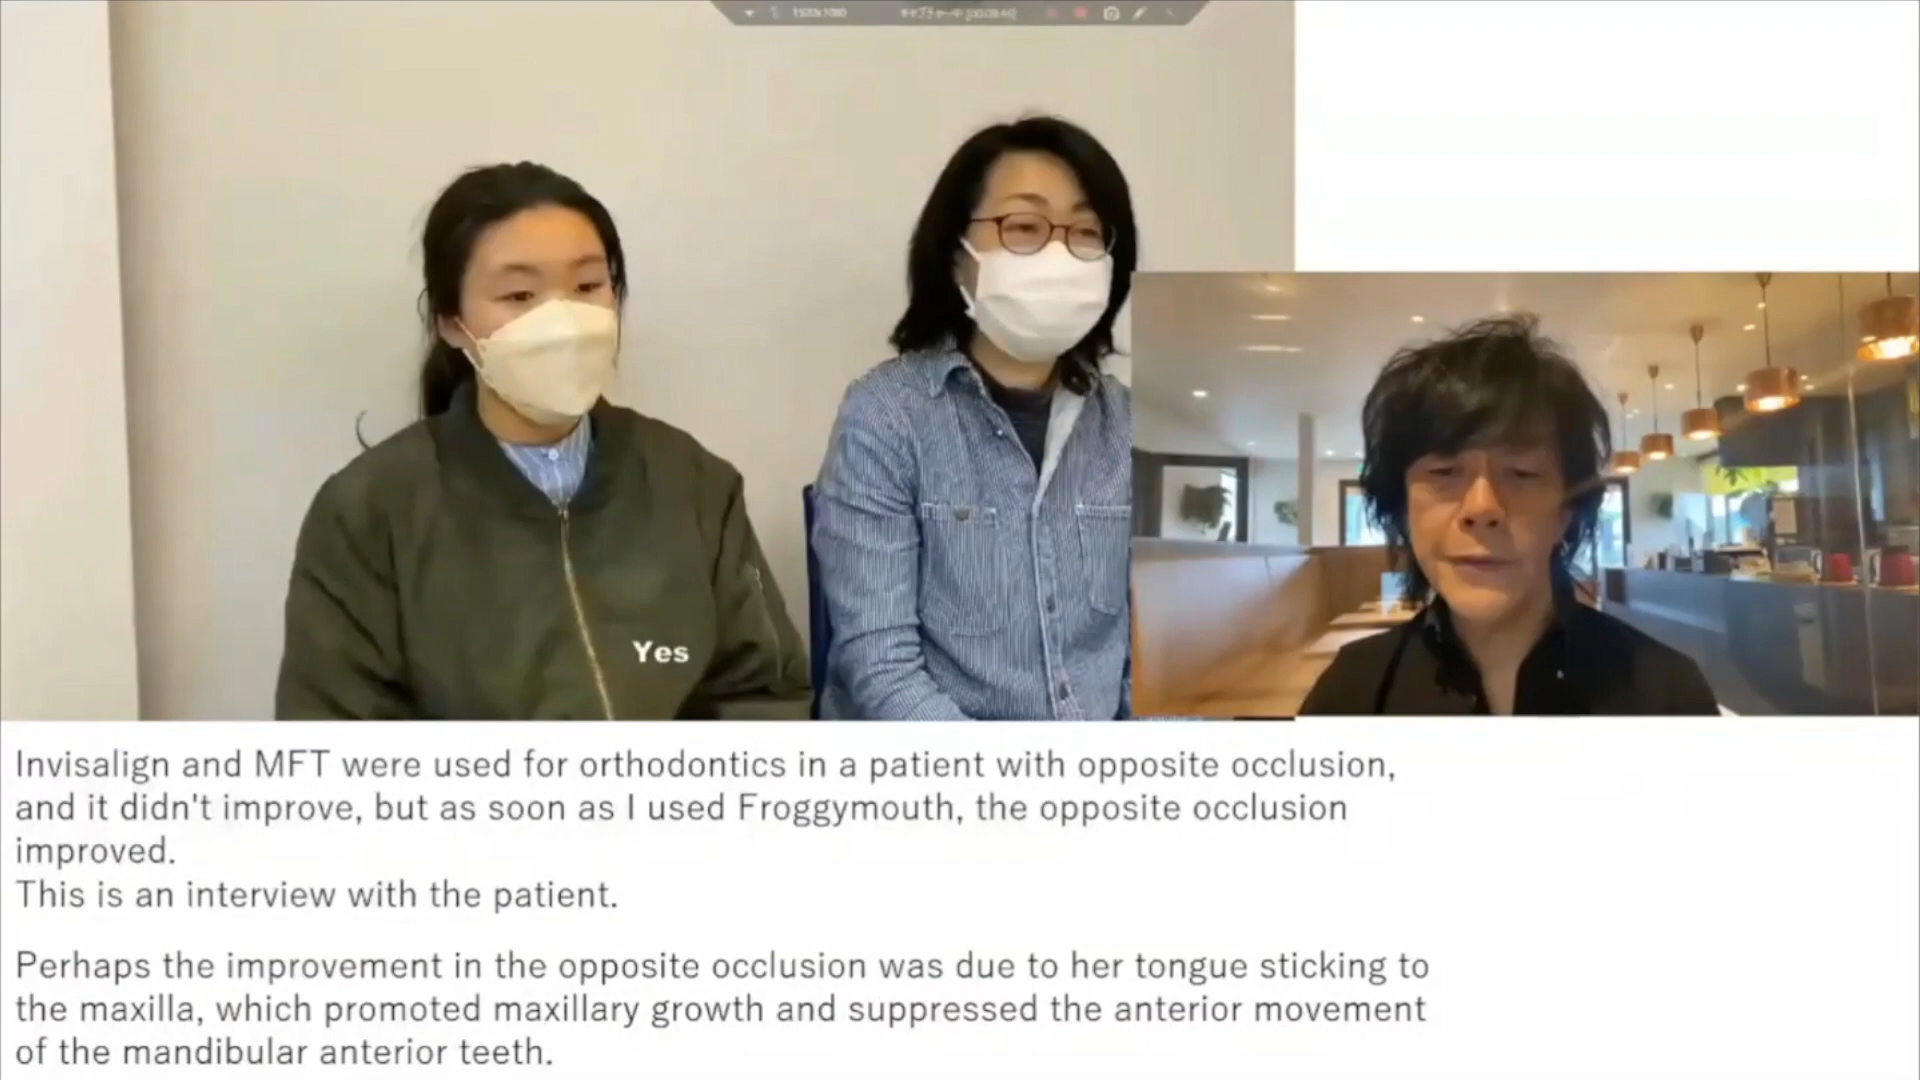 1920x1080
Yes
Invisalign and MFT were used for orthodontics in a patient with opposite occlusion,
and it didn't improve, but as soon as I used Froggymouth, the opposite occlusion
improved.
This is an interview with the patient.
Perhaps the improvement in the opposite occlusion was due to her tongue sticking to
the maxilla, which promoted maxillary growth and suppressed the anterior movement
of the mandibular anterior teeth.